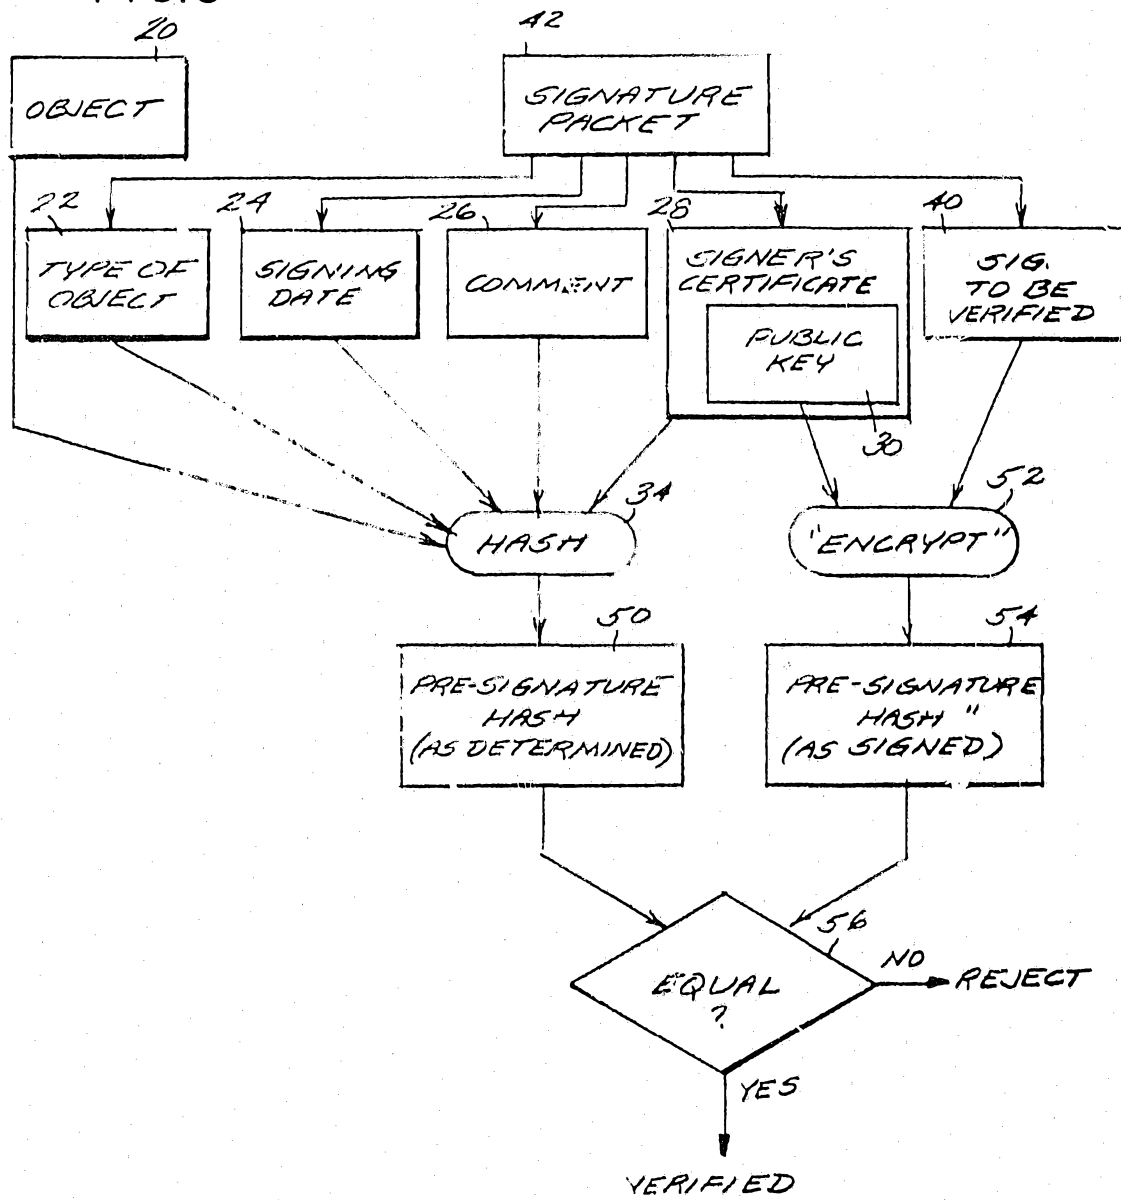 20
42
OBJECT
SIGNATURE
PACKET
22
24
26
28
40
TYPE OF
OBJECT
SIGNING
DATE
COMMENT
SIGNER'S
CERTIFICATE
PUBLIC
KEY
30
SIG.
TO BE
VERIFIED
34
HASH
52
"ENCRYPT"
50
54
PRE-SIGNATURE
HASH
(AS DETERMINED)
PRE-SIGNATURE
HASH "
(AS SIGNED)
56
EQUAL
?
NO
REJECT
YES
VERIFIED